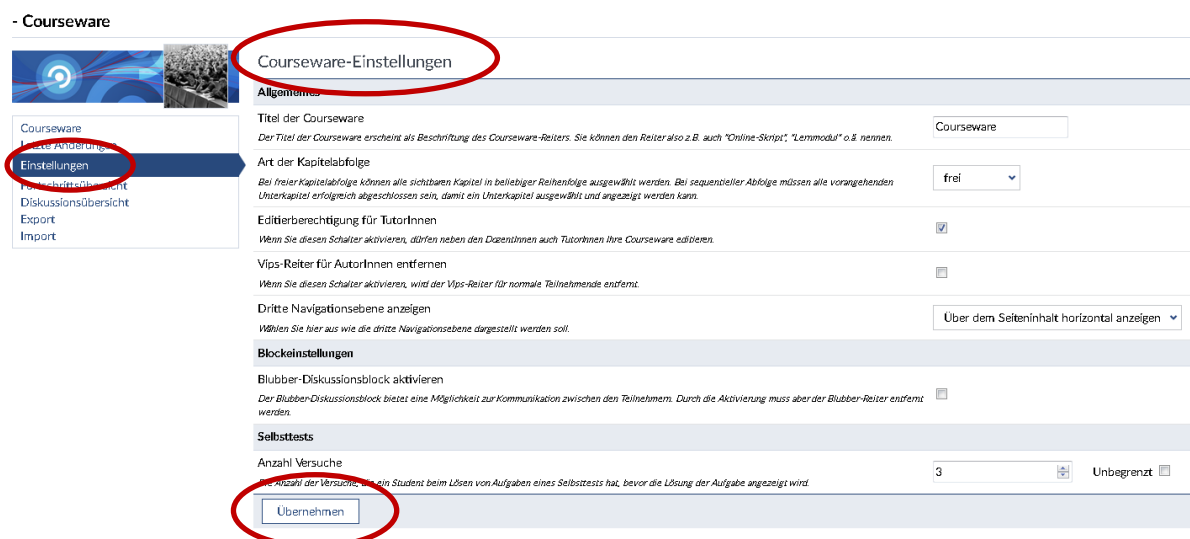 - Courseware
Courseware
Letzte Änderungen
Einstellungen
Fortschrittsübersicht
Diskussionsübersicht
Export
Import
Courseware-Einstellungen
Allgemeines
Titel der Courseware
Der Titel der Courseware erscheint als Beschriftung des Courseware-Reiters. Sie können den Reiter also z.B. auch "Online-Skript", "Lernmodul" o.ä. nennen.
Courseware
Art der Kapitelabfolge
Bei freier Kapitelabfolge können alle sichtbaren Kapitel in beliebiger Reihenfolge ausgewählt werden. Bei sequentieller Abfolge müssen alle vorangehenden
Unterkapitel erfolgreich abgeschlossen sein, damit ein Unterkapitel ausgewählt und angezeigt werden kann.
frei
Editierberechtigung für TutorInnen
Wenn Sie diesen Schalter aktivieren, dürfen neben den DozentInnen auch TutorInnen Ihre Courseware editieren.
Vips-Reiter für AutorInnen entfernen
Wenn Sie diesen Schalter aktivieren, wird der Vips-Reiter für normale Teilnehmende entfernt.
Dritte Navigationsebene anzeigen
Wählen Sie hier aus wie die dritte Navigationsebene dargestellt werden soll.
Über dem Seiteninhalt horizontal anzeigen
Blockeinstellungen
Blubber-Diskussionsblock aktivieren
Der Blubber-Diskussionsblock bietet eine Möglichkeit zur Kommunikation zwischen den Teilnehmern. Durch die Aktivierung muss aber der Blubber-Reiter entfernt
werden.
Selbsttests
Anzahl Versuche
Die Anzahl der Versuche, die ein Student beim Lösen von Aufgaben eines Selbsttests hat, bevor die Lösung der Aufgabe angezeigt wird.
3
Unbegrenzt
Übernehmen